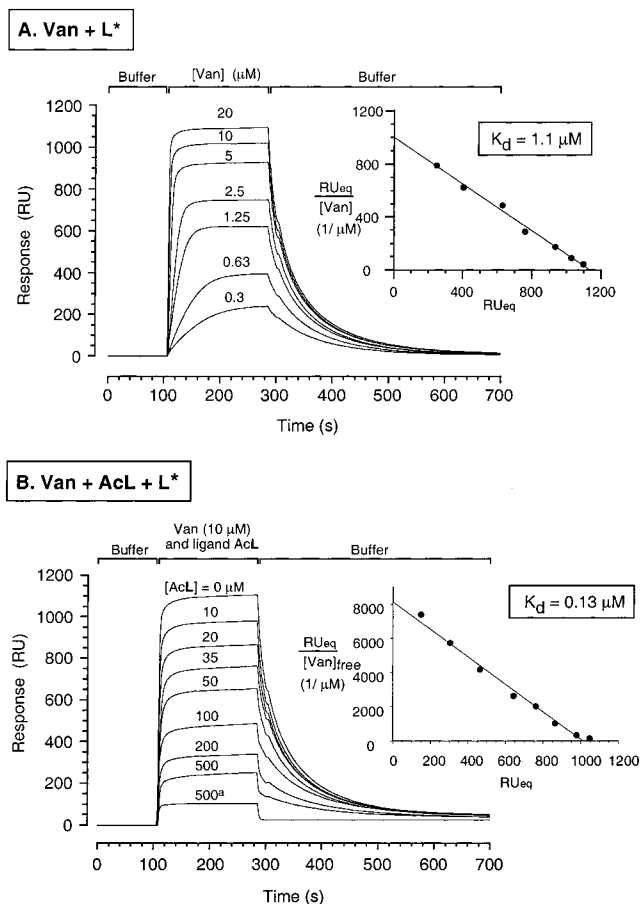 A. Van + L*
Buffer
[Van] (μM)
Buffer
1200
1000
800
600
400
200
0
Response (RU)
20
10
5
2.5
1.25
0.63
0.3
0 100 200 300 400 500 600 700
Time (s)
1200
800
400
0
RUeq
[Van]
(1/ μM)
Kd = 1.1 μM
0 400 800 1200
RUeq
B. Van + AcL + L*
Buffer
Van (10 μM)
and ligand AcL
Buffer
1200
1000
800
600
400
200
0
Response (RU)
[AcL] = 0 μM
10
20
35
50
100
200
500
500a
0 100 200 300 400 500 600 700
Time (s)
8000
6000
4000
2000
0
RUeq
[Van]free
(1/ μM)
Kd = 0.13 μM
0 200 400 600 800 1000 1200
RUeq